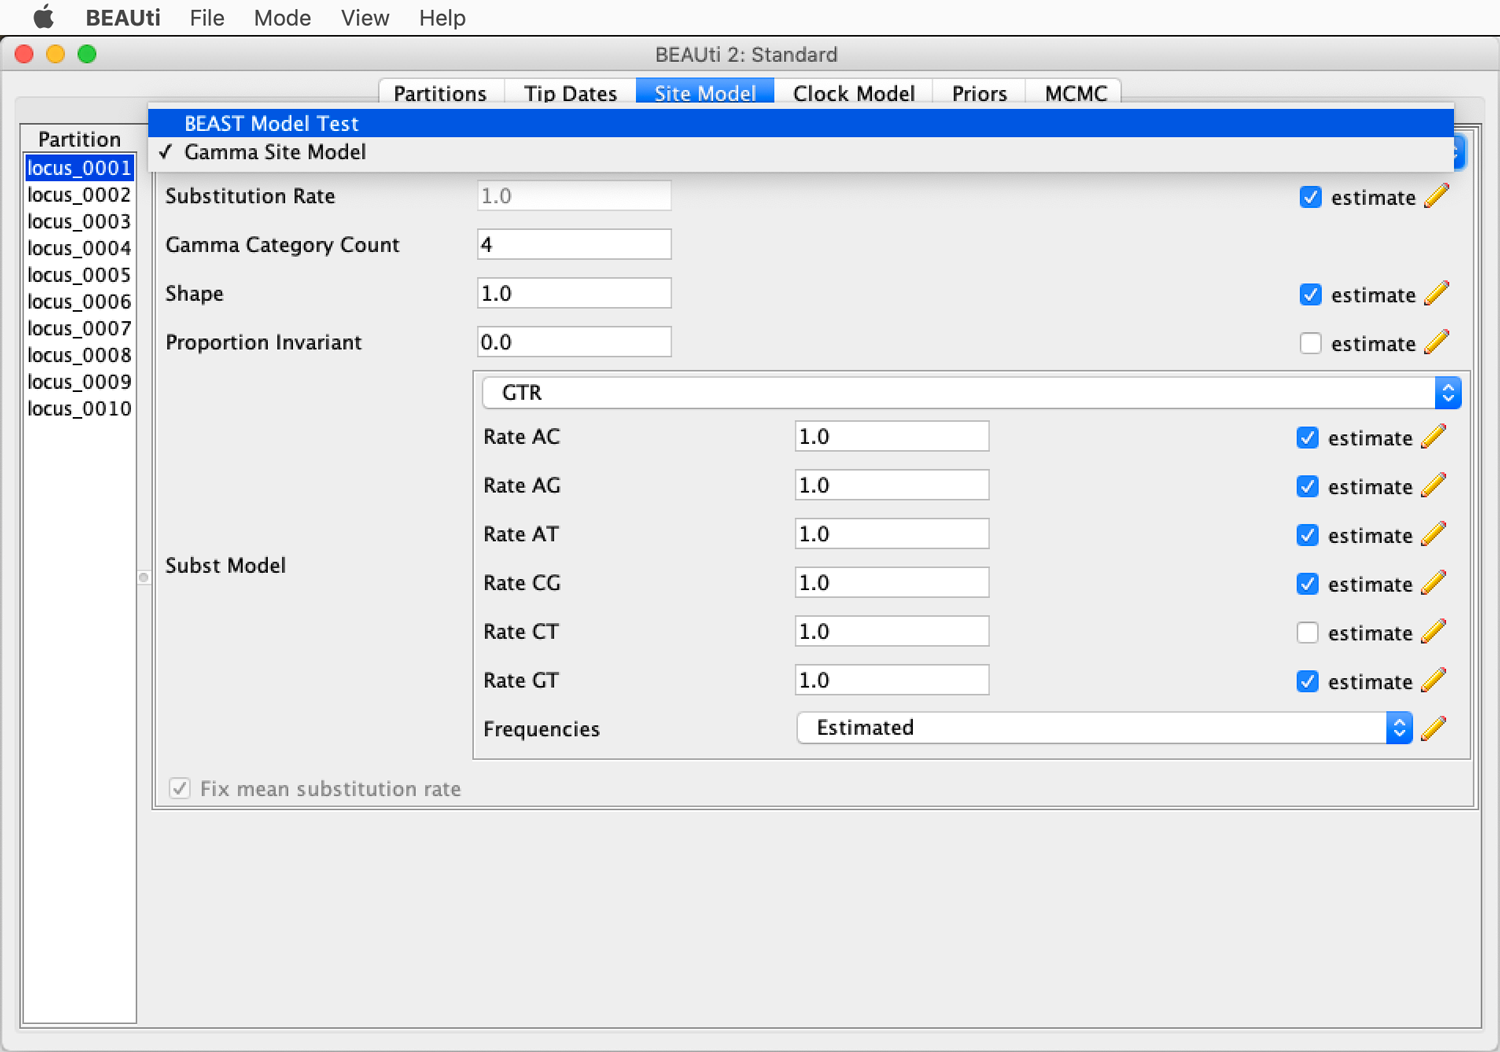 BEAUti File Mode View Help
BEAUti 2: Standard
Partitions Tip Dates Site Model Clock Model Priors MCMC
BEAST Model Test
✓ Gamma Site Model
Partition
locus_0001
locus_0002
locus_0003
locus_0004
locus_0005
locus_0006
locus_0007
locus_0008
locus_0009
locus_0010
Substitution Rate 1.0 estimate
Gamma Category Count 4
Shape 1.0 estimate
Proportion Invariant 0.0 estimate
Subst Model
GTR
Rate AC 1.0 estimate
Rate AG 1.0 estimate
Rate AT 1.0 estimate
Rate CG 1.0 estimate
Rate CT 1.0 estimate
Rate GT 1.0 estimate
Frequencies Estimated
Fix mean substitution rate